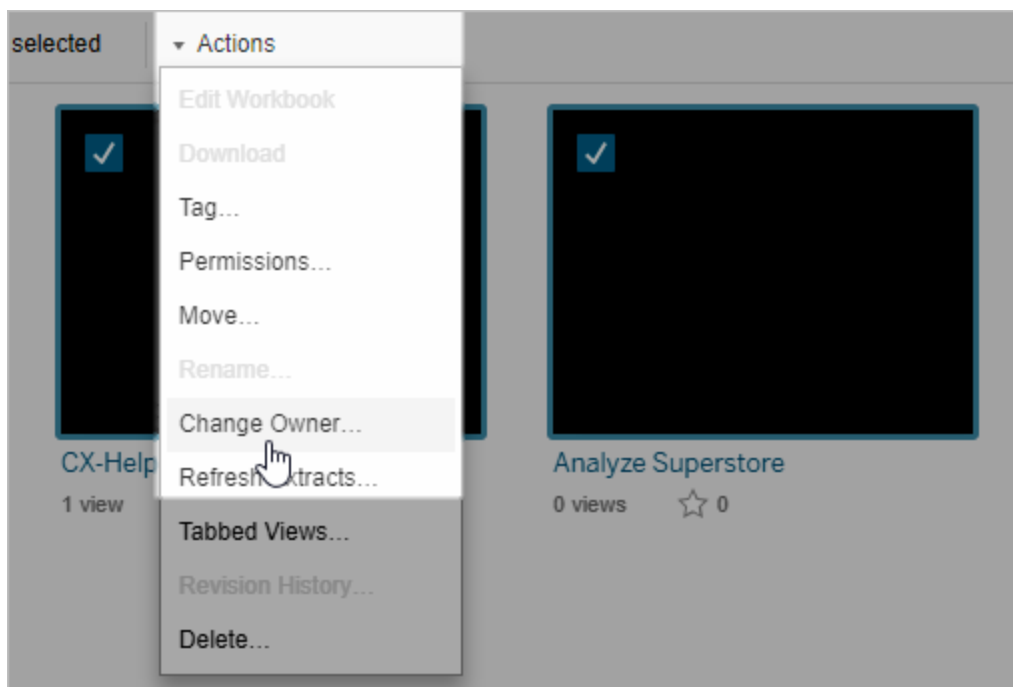 selected
Actions
Edit Workbook
Download
Tag...
Permissions...
Move...
Rename...
Change Owner...
Refresh Extracts...
Tabbed Views...
Revision History...
Delete...
CX-Help
1 view
Analyze Superstore
0 views 0